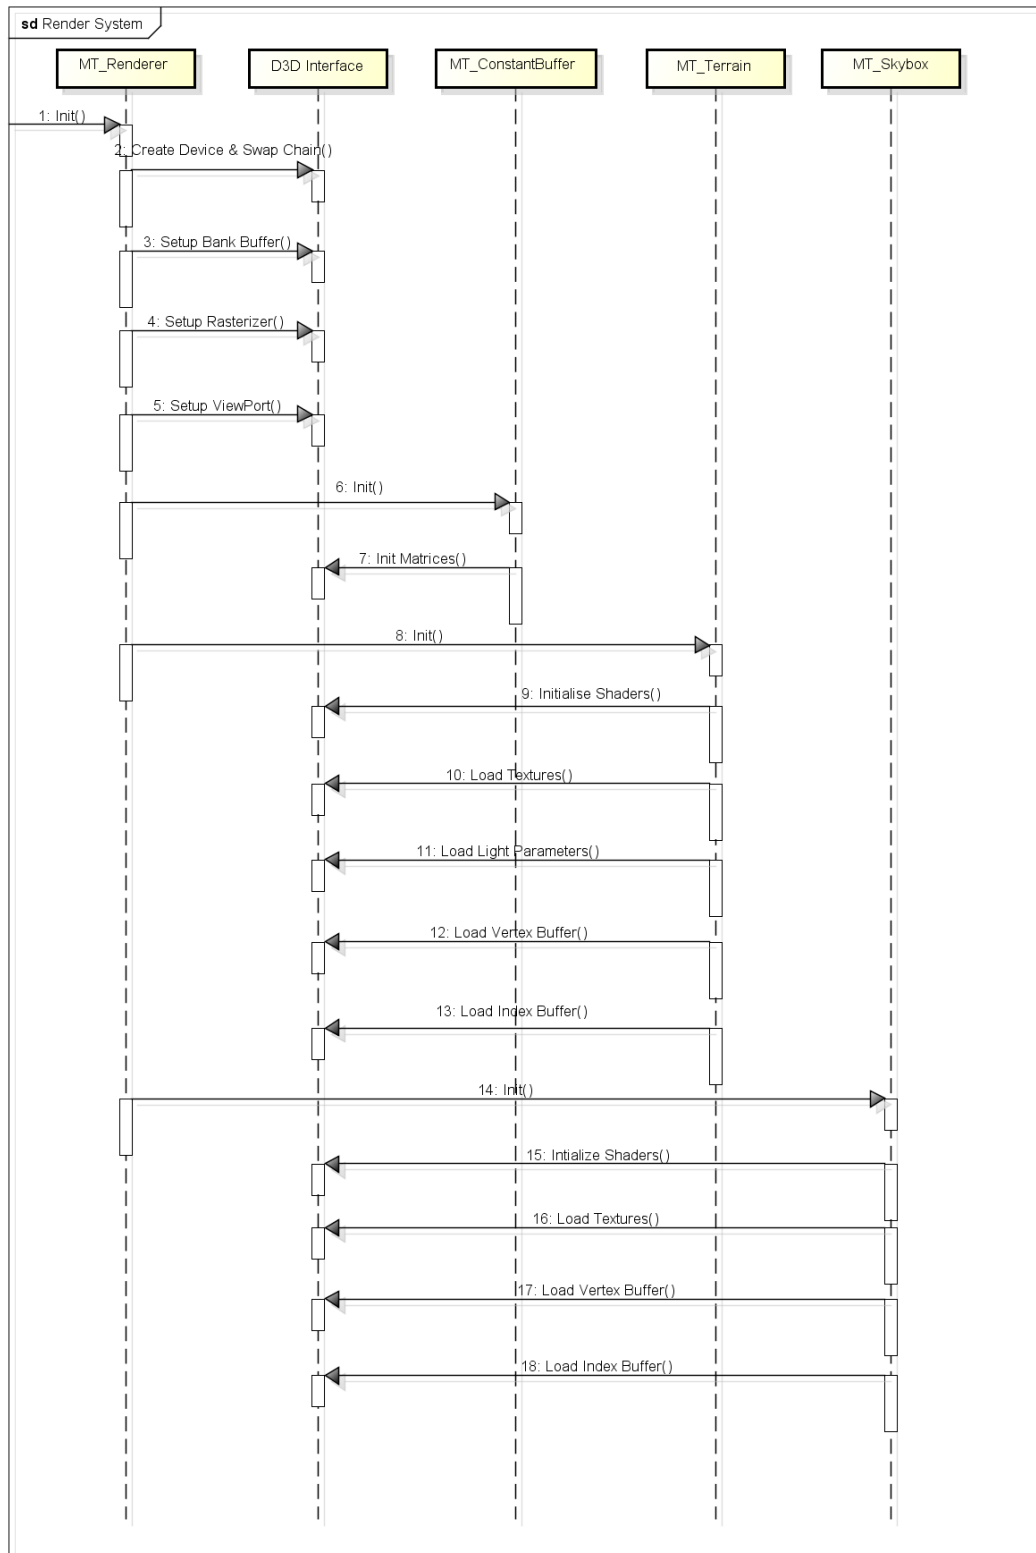 sd Render System
MT_Renderer
D3D Interface
MT_ConstantBuffer
MT_Terrain
MT_Skybox
1: Init()
2: Create Device & Swap Chain()
3: Setup Bank Buffer()
4: Setup Rasterizer()
5: Setup ViewPort()
6: Init()
7: Init Matrices()
8: Init()
9: Initialise Shaders()
10: Load Textures()
11: Load Light Parameters()
12: Load Vertex Buffer()
13: Load Index Buffer()
14: Init()
15: Intialize Shaders()
16: Load Textures()
17: Load Vertex Buffer()
18: Load Index Buffer()